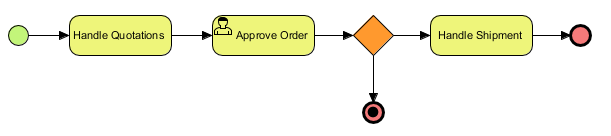 Handle Quotations
Approve Order
Handle Shipment